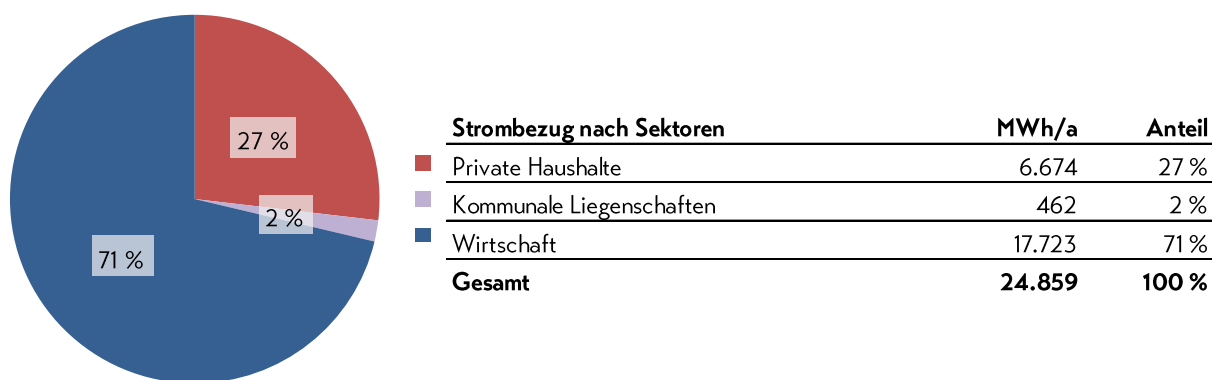 27 %
2 %
71 %
Strombezug nach Sektoren MWh/a Anteil
Private Haushalte 6.674 27 %
Kommunale Liegenschaften 462 2 %
Wirtschaft 17.723 71 %
Gesamt 24.859 100 %